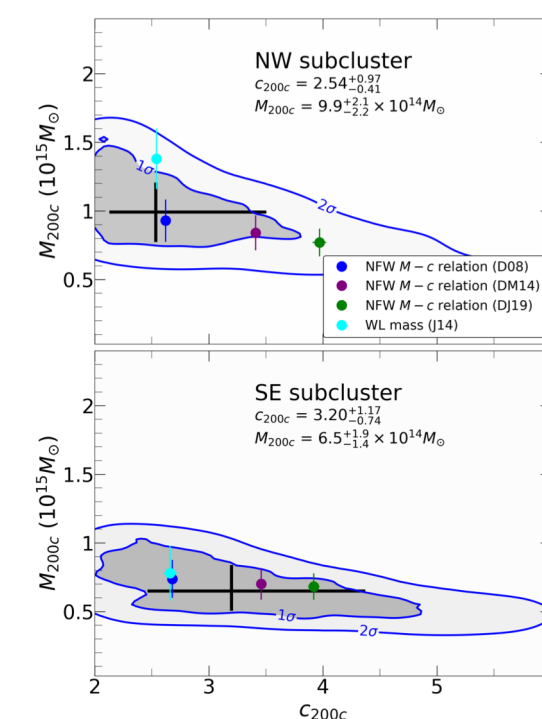 NW subcluster
c200c = 2.54 +0.97 −0.41
M200c = 9.9 +2.1 −2.2 × 10^14 M⊙
M200c (10^15 M⊙)
2
1.5
1
0.5
1σ
2σ
NFW M − c relation (D08)
NFW M − c relation (DM14)
NFW M − c relation (DJ19)
WL mass (J14)
SE subcluster
c200c = 3.20 +1.17 −0.74
M200c = 6.5 +1.9 −1.4 × 10^14 M⊙
M200c (10^15 M⊙)
2
1.5
1
0.5
1σ
2σ
2 3 4 5
c200c